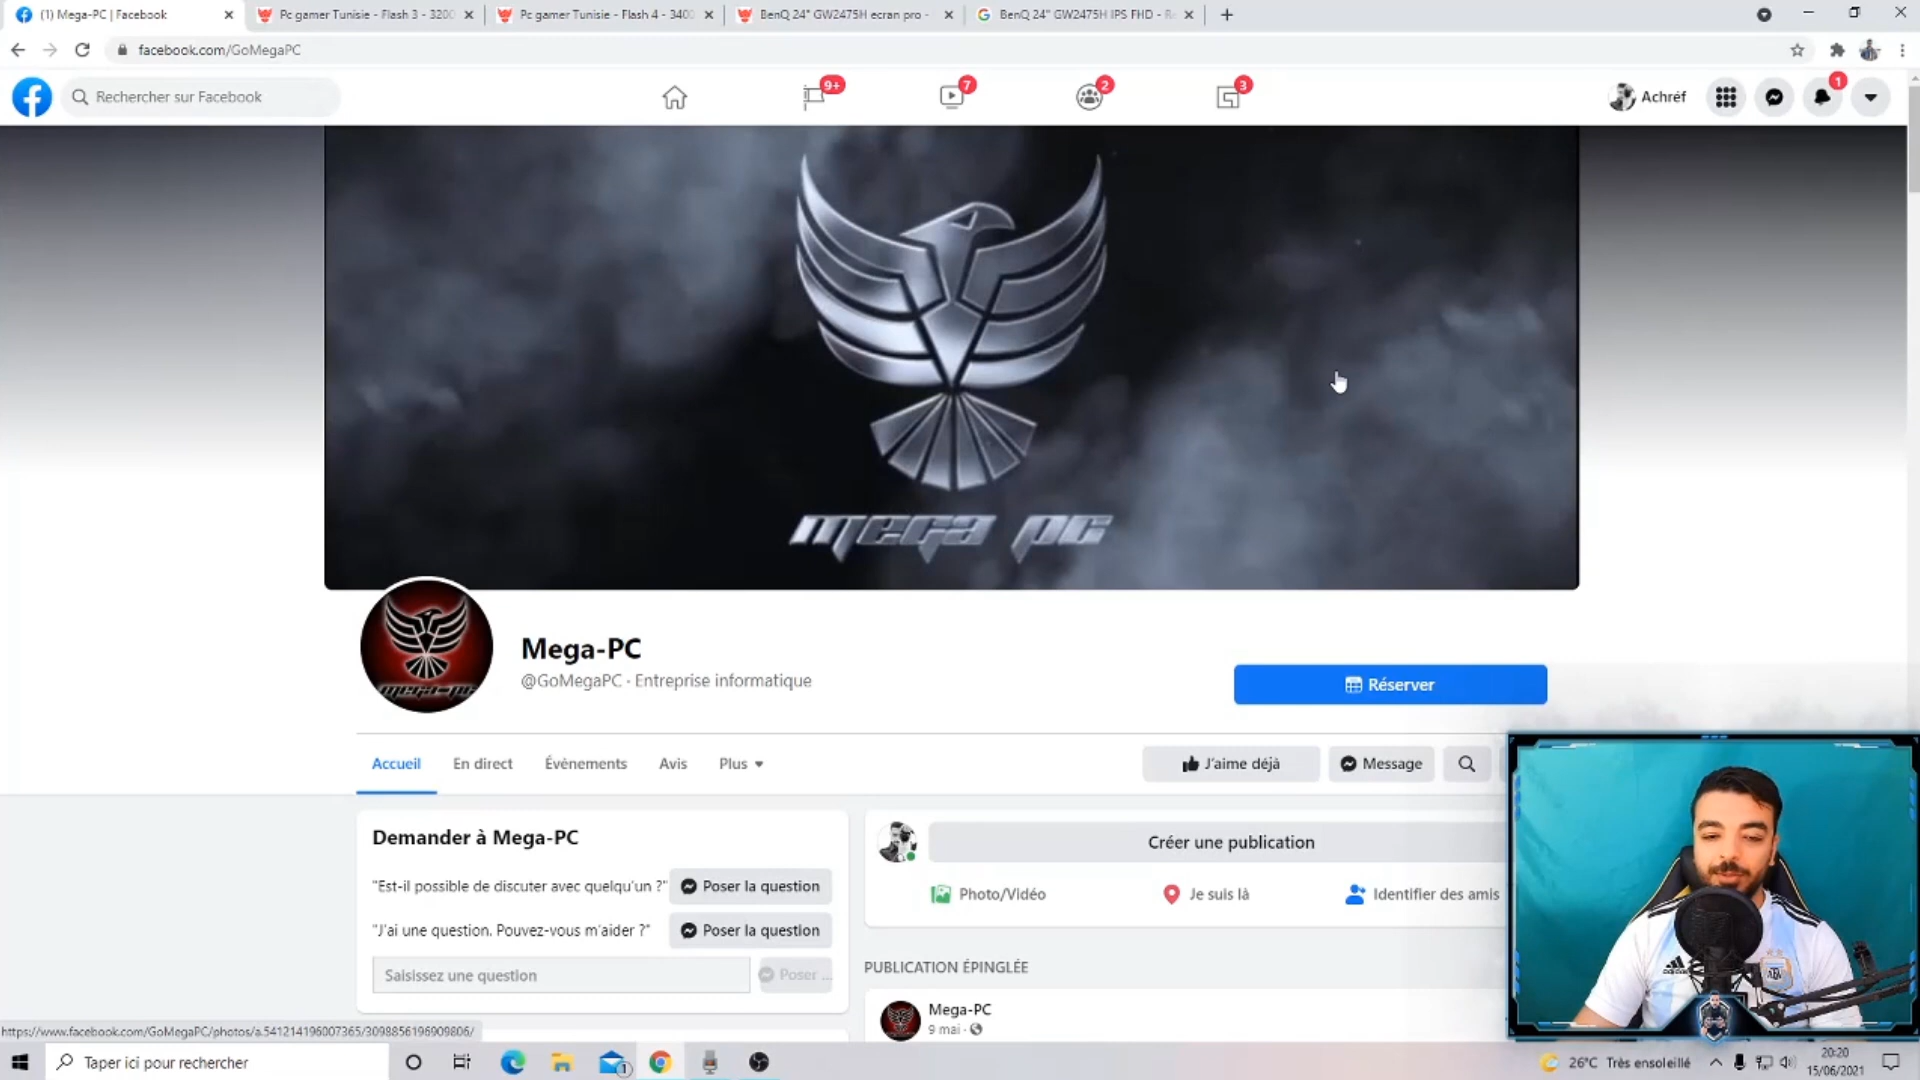 (1) Mega-PC | Facebook
Pc gamer Tunisie - Flash 3 - 3200
Pc gamer Tunisie - Flash 4 - 3400
BenQ 24" GW2475H ecran pro -
BenQ 24" GW2475H IPS FHD - Re
facebook.com/GoMegaPC
Rechercher sur Facebook
9+
7
2
3
Achréf
1
MEGA PC
Mega-PC
@GoMegaPC · Entreprise informatique
Réserver
Accueil
En direct
Événements
Avis
Plus
J'aime déjà
Message
Demander à Mega-PC
"Est-il possible de discuter avec quelqu'un ?"
Poser la question
"J'ai une question. Pouvez-vous m'aider ?"
Poser la question
Saisissez une question
Poser ...
Créer une publication
Photo/Vidéo
Je suis là
Identifier des amis
PUBLICATION ÉPINGLÉE
Mega-PC
9 mai ·
adidas
https://www.facebook.com/GoMegaPC/photos/a.541214196007365/3098856196909806/
Taper ici pour rechercher
1
26°C Très ensoleillé
20:20
15/06/2021